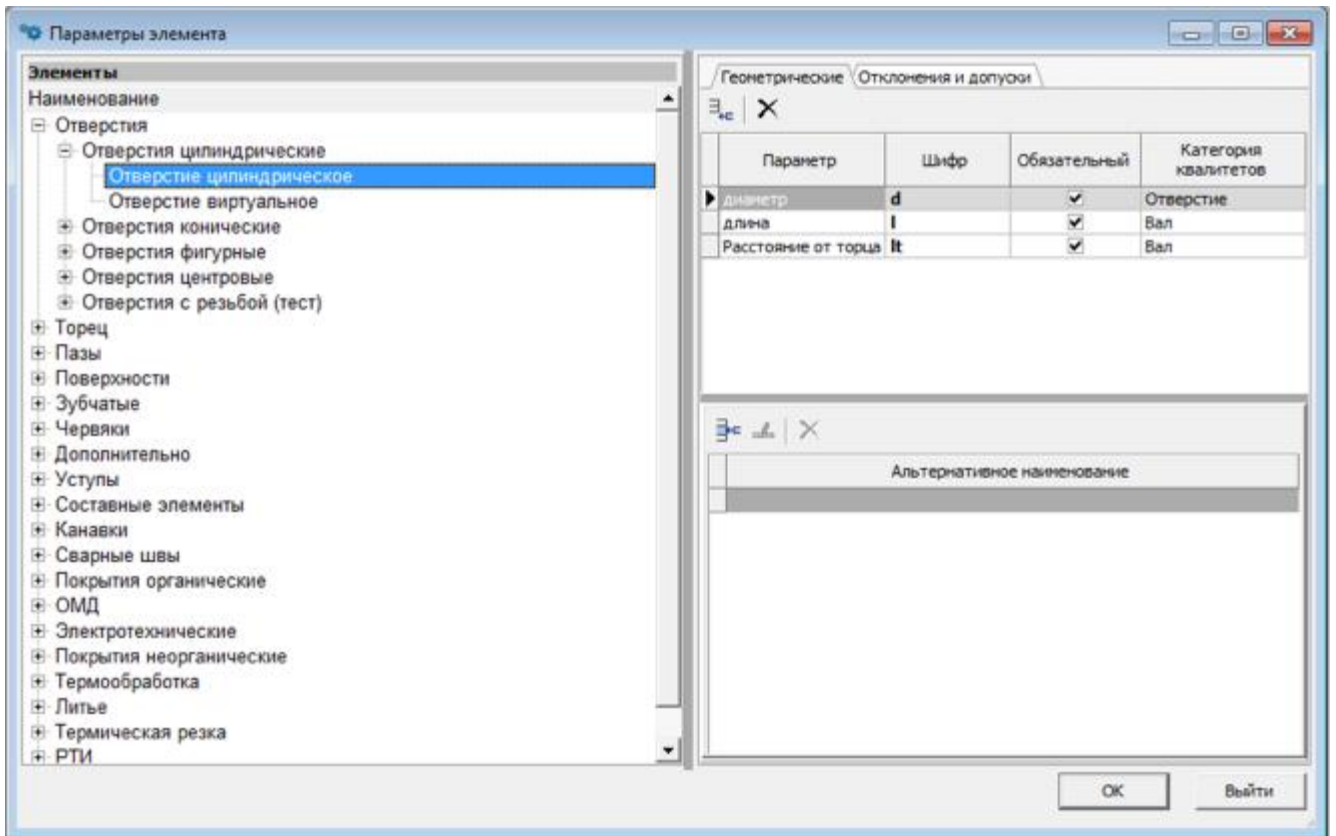 Параметры элемента
Элементы
Наименование
Отверстия
Отверстия цилиндрические
Отверстие цилиндрическое
Отверстие виртуальное
Отверстия конические
Отверстия фигурные
Отверстия центровые
Отверстия с резьбой (тест)
Торец
Пазы
Поверхности
Зубчатые
Червяки
Дополнительно
Уступы
Составные элементы
Канавки
Сварные швы
Покрытия органические
ОМД
Электротехнические
Покрытия неорганические
Термообработка
Литье
Термическая резка
РТИ
Геометрические Отклонения и допуски
Параметр Шифр Обязательный Категория квалитетов
диаметр d Отверстие
длина l Вал
Расстояние от торца lt Вал
Альтернативное наименование
ОК Выйти